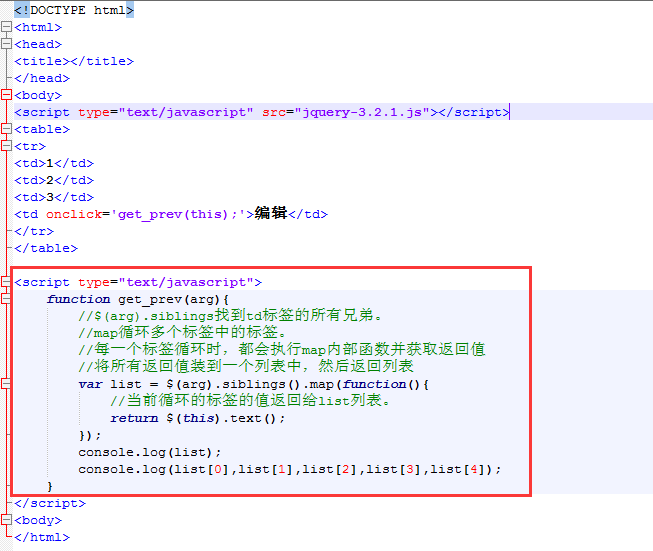 <!DOCTYPE html>
<html>
<head>
<title></title>
</head>
<body>
<script type="text/javascript" src="jquery-3.2.1.js"></script>
<table>
<tr>
<td>1</td>
<td>2</td>
<td>3</td>
<td onclick='get_prev(this);'>编辑</td>
</tr>
</table>
<script type="text/javascript">
function get_prev(arg){
//$(arg).siblings找到td标签的所有兄弟。
//map循环多个标签中的标签。
//每一个标签循环时，都会执行map内部函数并获取返回值
//将所有返回值装到一个列表中，然后返回列表
var list = $(arg).siblings().map(function(){
//当前循环的标签的值返回给list列表。
return $(this).text();
});
console.log(list);
console.log(list[0],list[1],list[2],list[3],list[4]);
}
</script>
<body>
</html>